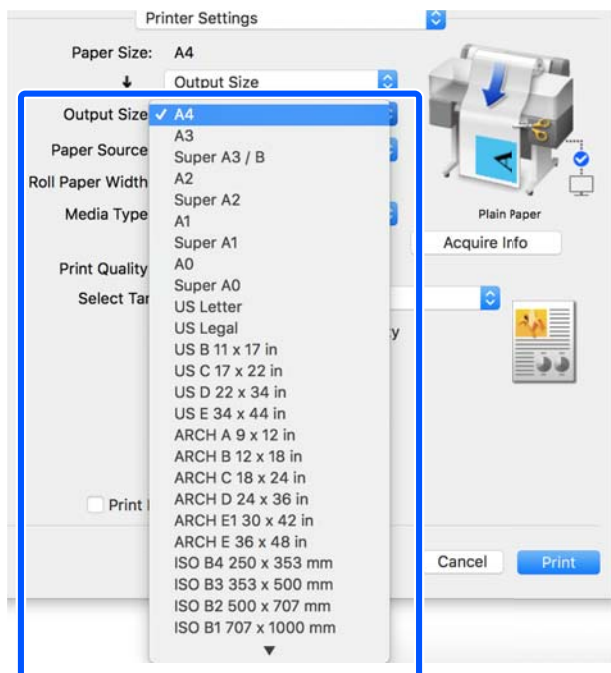 Printer Settings
Paper Size: A4
Output Size
Output Size ✓ A4
A3
Paper Source
Super A3 / B
Roll Paper Width
A2
Super A2
Media Type
A1
Plain Paper
Super A1
Acquire Info
Print Quality
A0
Super A0
Select Tar
US Letter
US Legal
y
US B 11 x 17 in
US C 17 x 22 in
US D 22 x 34 in
US E 34 x 44 in
ARCH A 9 x 12 in
ARCH B 12 x 18 in
ARCH C 18 x 24 in
ARCH D 24 x 36 in
Print
ARCH E1 30 x 42 in
ARCH E 36 x 48 in
ISO B4 250 x 353 mm
Cancel
Print
ISO B3 353 x 500 mm
ISO B2 500 x 707 mm
ISO B1 707 x 1000 mm